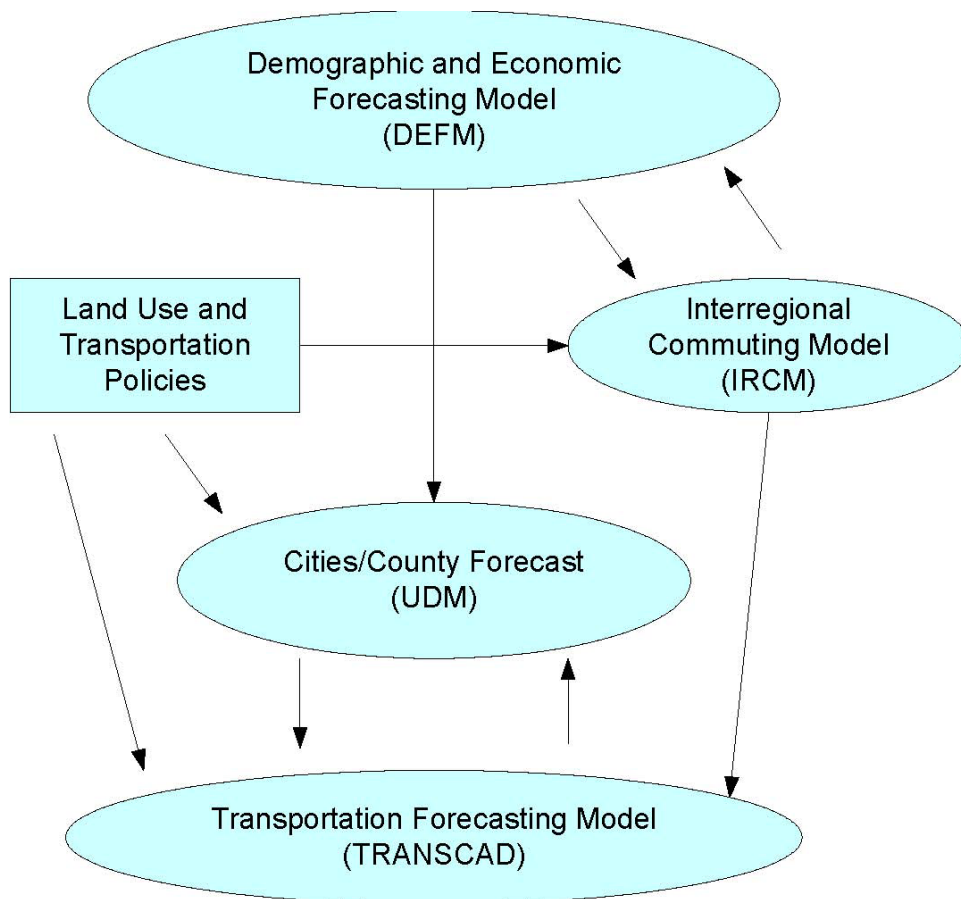 Demographic and Economic
Forecasting Model
(DEFM)
Land Use and
Transportation
Policies
Interregional
Commuting Model
(IRCM)
Cities/County Forecast
(UDM)
Transportation Forecasting Model
(TRANSCAD)